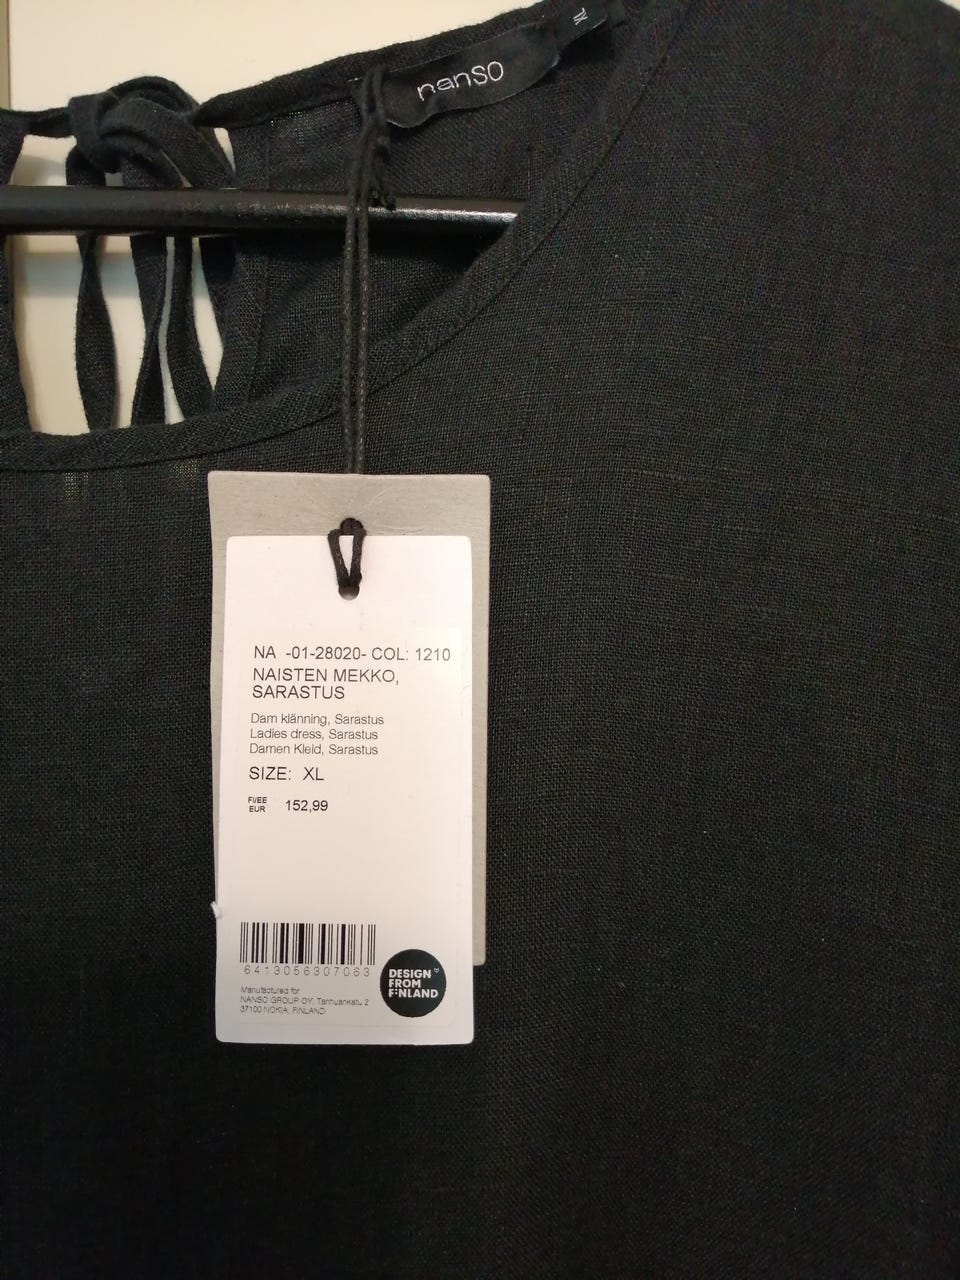 nanso
XL
NA -01-28020- COL: 1210
NAISTEN MEKKO,
SARASTUS
Dam klänning, Sarastus
Ladies dress, Sarastus
Damen Kleid, Sarastus
SIZE: XL
FI/EE
EUR
152,99
6413056307063
DESIGN
FROM
FINLAND
Manufactured for
NANSO GROUP OY, Tanhuankatu 2
37100 NOKIA, FINLAND